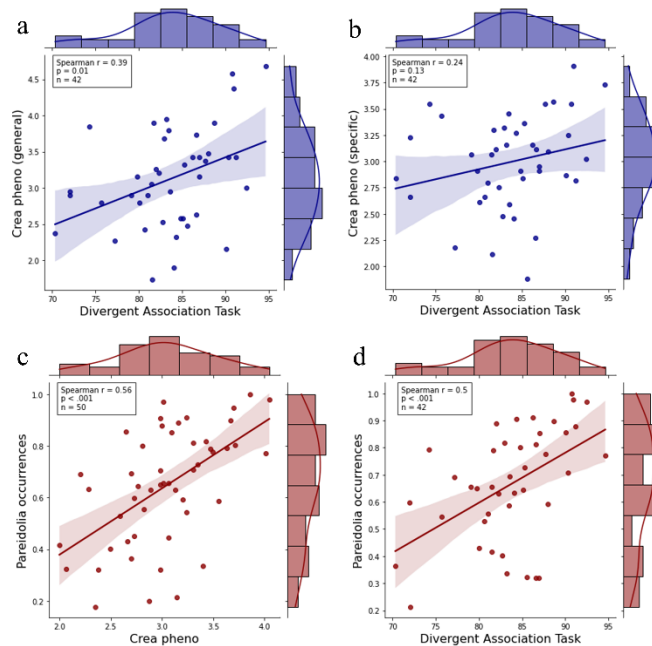 a
Spearman r = 0.39
p = 0.01
n = 42
Crea pheno (general)
4.5
4.0
3.5
3.0
2.5
2.0
70 75 80 85 90 95
Divergent Association Task
b
Spearman r = 0.24
p = 0.13
n = 42
Crea pheno (specific)
4.00
3.75
3.50
3.25
3.00
2.75
2.50
2.25
2.00
70 75 80 85 90 95
Divergent Association Task
c
Spearman r = 0.56
p < .001
n = 50
Pareidolia occurrences
1.0
0.8
0.6
0.4
0.2
2.0 2.5 3.0 3.5 4.0
Crea pheno
d
Spearman r = 0.5
p < .001
n = 42
Pareidolia occurrences
1.0
0.9
0.8
0.7
0.6
0.5
0.4
0.3
0.2
70 75 80 85 90 95
Divergent Association Task